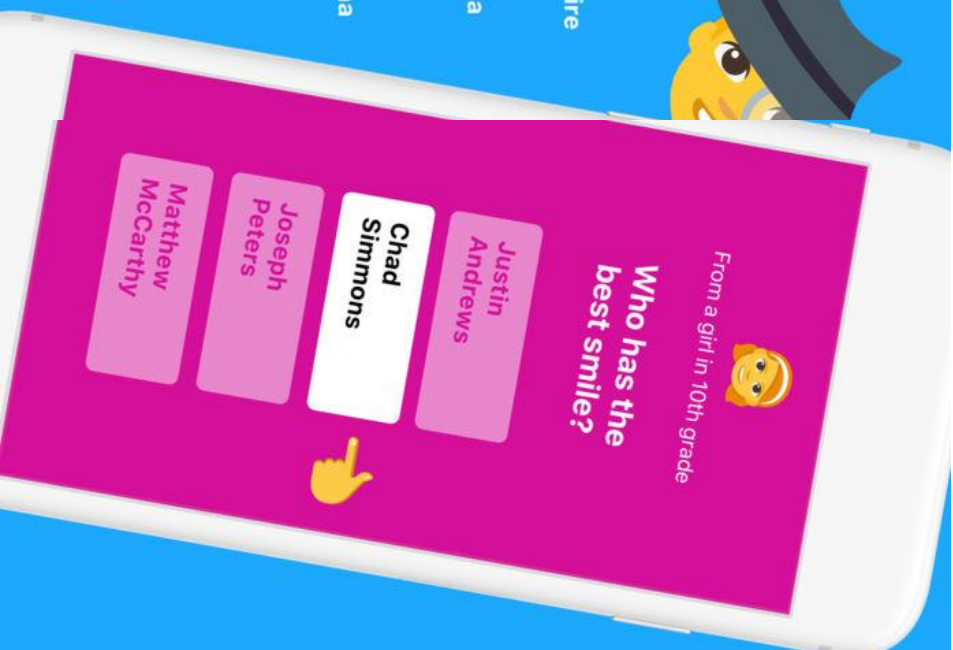 From a girl in 10th grade
Who has the
best smile?
Justin
Andrews
Chad
Simmons
Joseph
Peters
Matthew
McCarthy